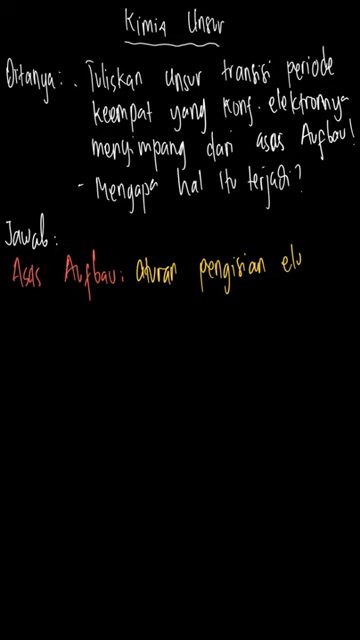 Kimia Unsur
Ditanya: - Tuliskan unsur transisi periode
keempat yang konf. elektronnya
menyimpang dari asas Aufbau!
- Mengapa hal itu terjadi?
Jawab:
Asas Aufbau: Aturan pengisian ele